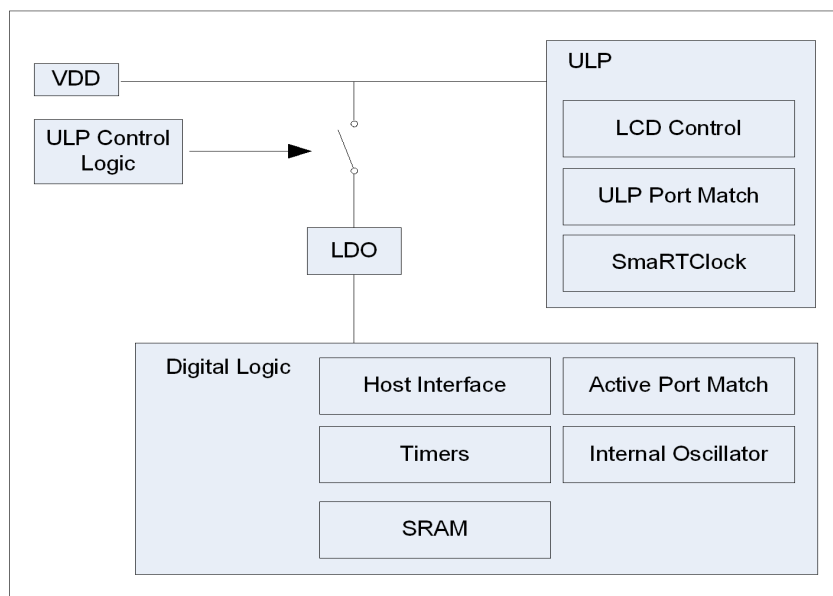 VDD
ULP Control
Logic
ULP
LCD Control
ULP Port Match
SmaRTClock
LDO
Digital Logic
Host Interface
Active Port Match
Timers
Internal Oscillator
SRAM